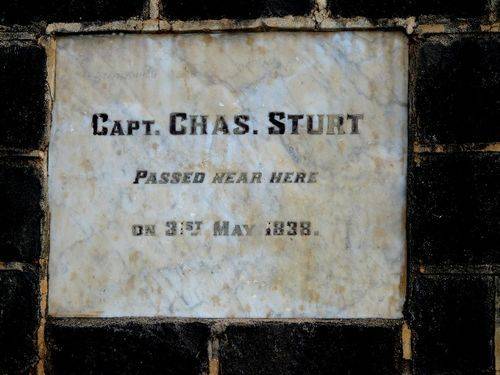 CAPT. CHAS. STURT
PASSED NEAR HERE
ON 31ST MAY 1838.